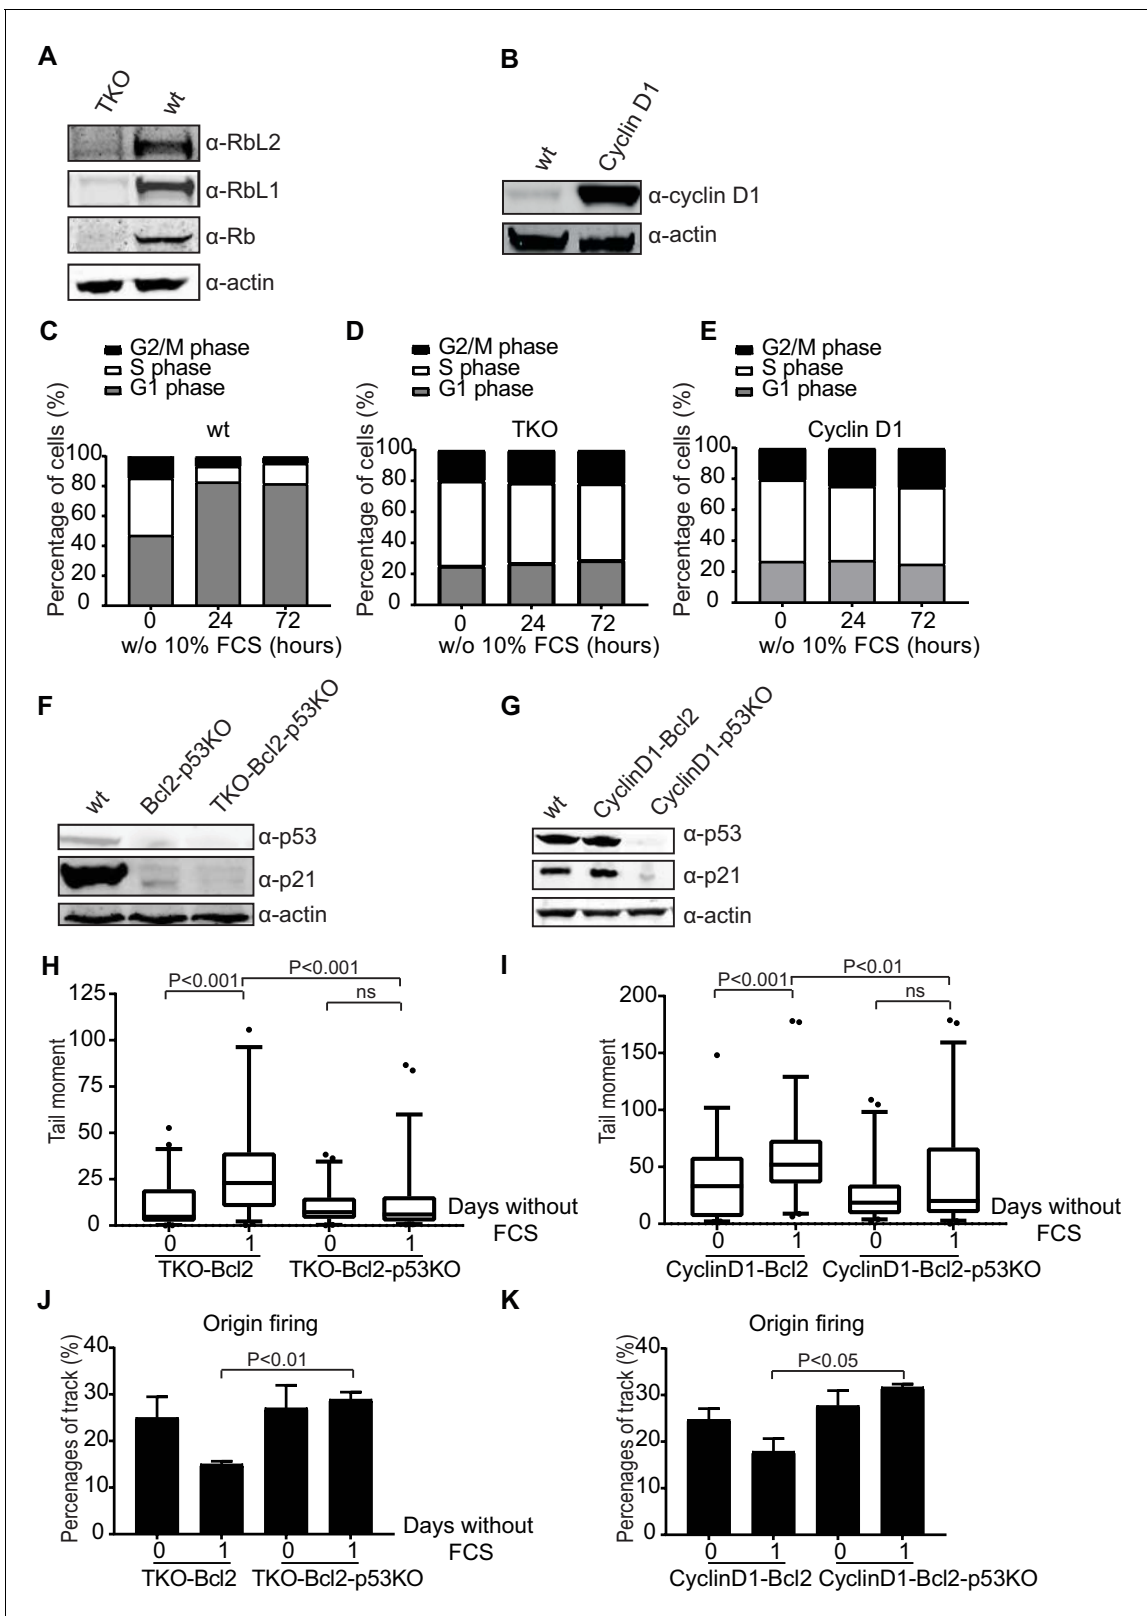 A
TKO
wt
α-RbL2
α-RbL1
α-Rb
α-actin
B
wt
Cyclin D1
α-cyclin D1
α-actin
C
G2/M phase
S phase
G1 phase
wt
Percentage of cells (%)
100
80
60
40
20
0
0 24 72
w/o 10% FCS (hours)
D
G2/M phase
S phase
G1 phase
TKO
Percentage of cells (%)
100
80
60
40
20
0
0 24 72
w/o 10% FCS (hours)
E
G2/M phase
S phase
G1 phase
Cyclin D1
Percentage of cells (%)
100
80
60
40
20
0
0 24 72
w/o 10% FCS (hours)
F
wt
Bcl2-p53KO
TKO-Bcl2-p53KO
α-p53
α-p21
α-actin
G
wt
CyclinD1-Bcl2
CyclinD1-p53KO
α-p53
α-p21
α-actin
H
P<0.001
P<0.001
ns
Tail moment
125
100
75
50
25
0
0 1 0 1
Days without
FCS
TKO-Bcl2 TKO-Bcl2-p53KO
I
P<0.01
P<0.001
ns
Tail moment
200
150
100
50
0
0 1 0 1
Days without
FCS
CyclinD1-Bcl2 CyclinD1-Bcl2-p53KO
J
Origin firing
P<0.01
Percenages of track (%)
40
30
20
10
0
0 1 0 1
Days without
FCS
TKO-Bcl2 TKO-Bcl2-p53KO
K
Origin firing
P<0.05
Percenages of track (%)
40
30
20
10
0
0 1 0 1
CyclinD1-Bcl2 CyclinD1-Bcl2-p53KO